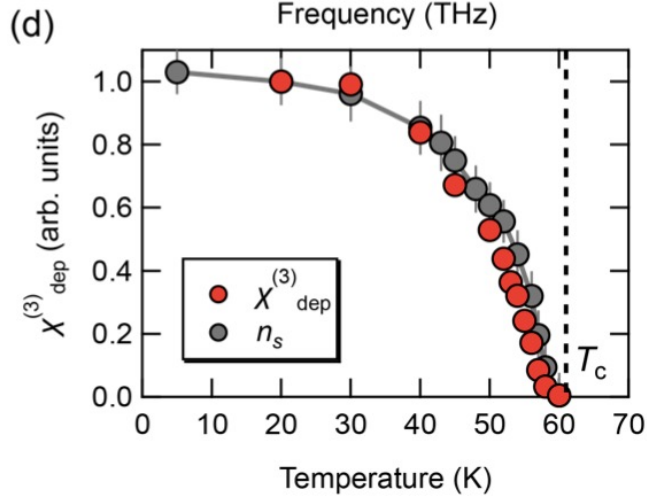 Frequency (THz)
(d)
χ(3)dep (arb. units)
1.0
0.8
0.6
0.4
0.2
0.0
χ(3)dep
ns
Tc
0 10 20 30 40 50 60 70
Temperature (K)